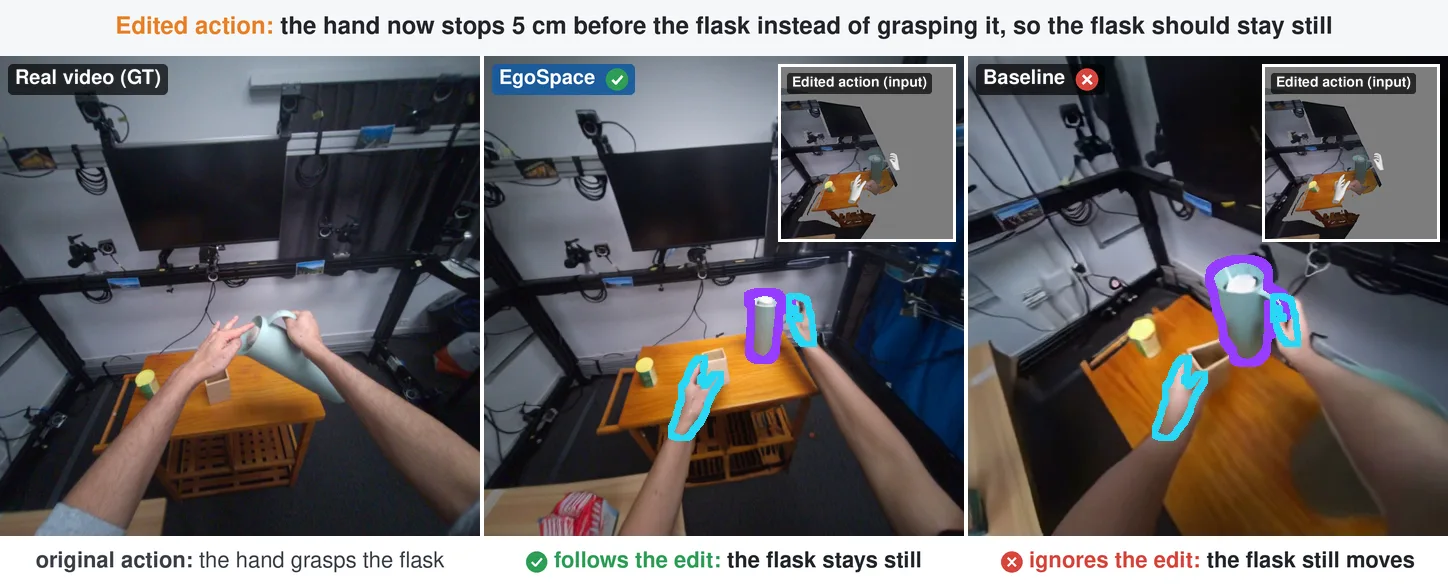 Edited action: the hand now stops 5 cm before the flask instead of grasping it, so the flask should stay still
Real video (GT)
EgoSpace
Edited action (input)
Baseline
Edited action (input)
original action: the hand grasps the flask
follows the edit: the flask stays still
ignores the edit: the flask still moves